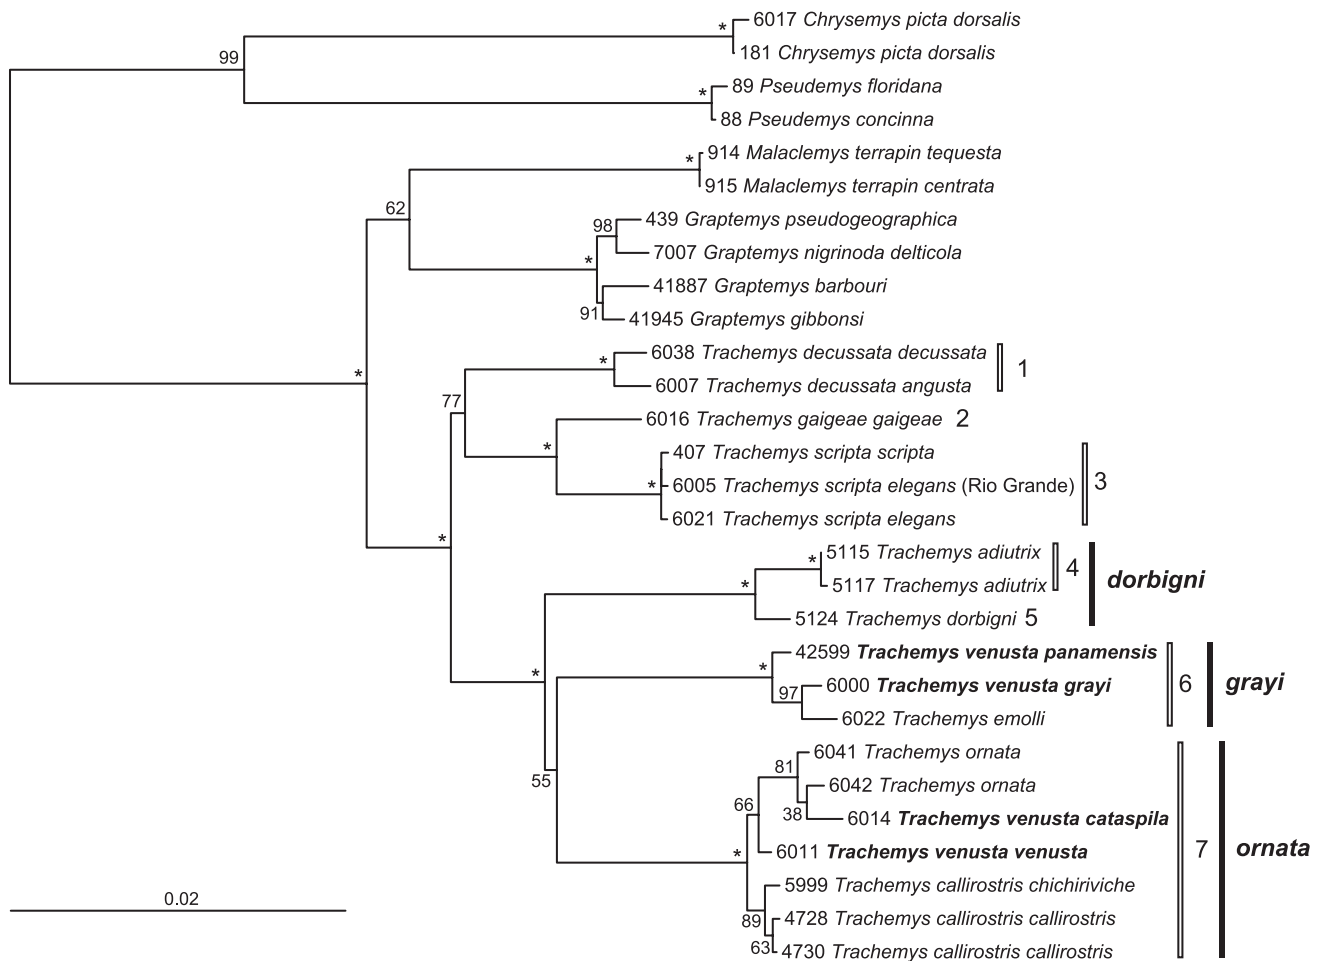 * 6017 Chrysemys picta dorsalis
99 181 Chrysemys picta dorsalis
* 89 Pseudemys floridana
88 Pseudemys concinna
* 914 Malaclemys terrapin tequesta
915 Malaclemys terrapin centrata
62 98 439 Graptemys pseudogeographica
* 7007 Graptemys nigrinoda delticola
41887 Graptemys barbouri
91 41945 Graptemys gibbonsi
* 6038 Trachemys decussata decussata
* 6007 Trachemys decussata angusta
1
77 6016 Trachemys gaigeae gaigeae 2
* 407 Trachemys scripta scripta
* 6005 Trachemys scripta elegans (Rio Grande) 3
6021 Trachemys scripta elegans
* * 5115 Trachemys adiutrix
* 5117 Trachemys adiutrix 4
dorbigni
5124 Trachemys dorbigni 5
* 42599 Trachemys venusta panamensis
* 97 6000 Trachemys venusta grayi 6 grayi
6022 Trachemys emolli
6041 Trachemys ornata
55 81 6042 Trachemys ornata
66 38 6014 Trachemys venusta cataspila
* 6011 Trachemys venusta venusta 7 ornata
5999 Trachemys callirostris chichiriviche
0.02
89 4728 Trachemys callirostris callirostris
63 4730 Trachemys callirostris callirostris